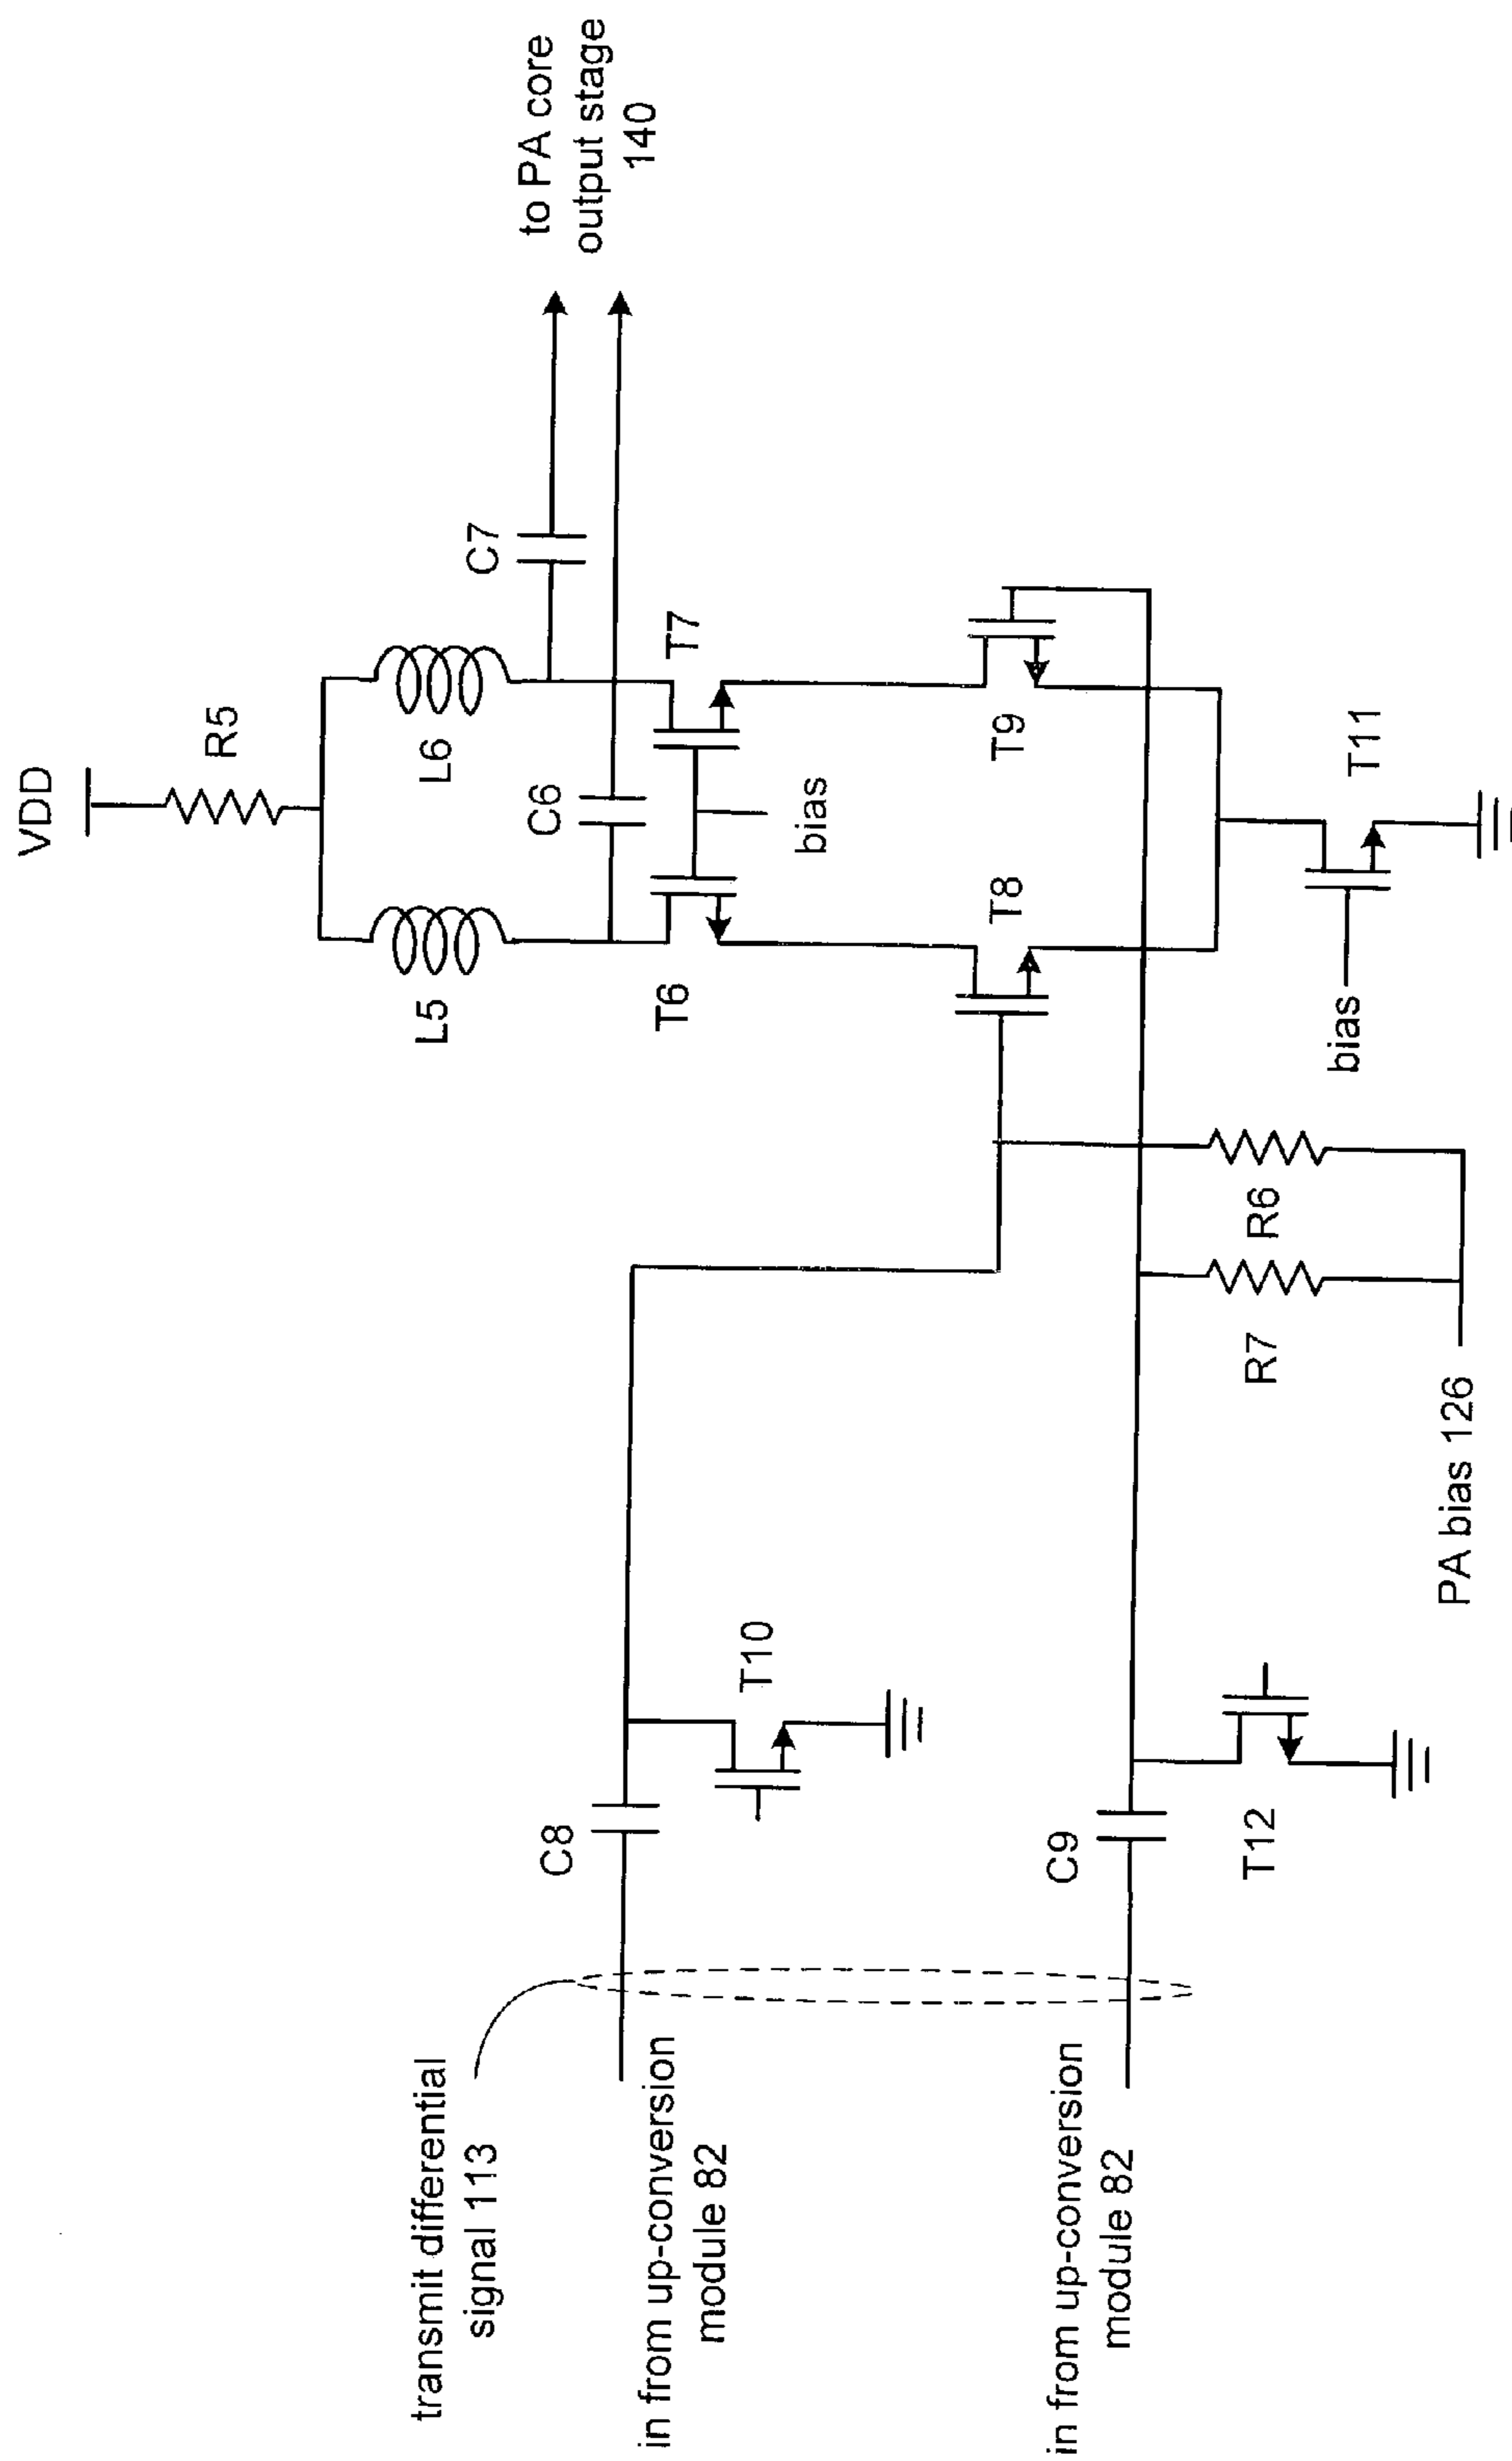 VDD
R5
L5
L6
C7
to PA core
output stage
140
C6
T6
T7
bias
T8
T9
T11
bias
transmit differential
signal 113
in from up-conversion
module 82
C8
T10
in from up-conversion
module 82
C9
T12
R7
R6
PA bias 126